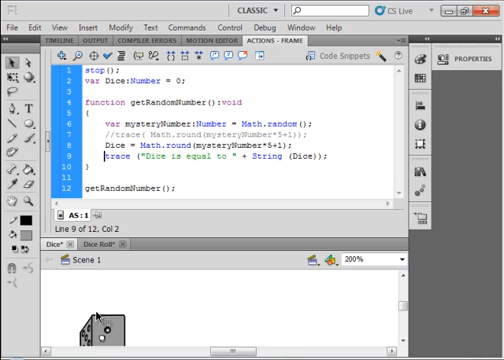 CLASSIC
CS Live
File Edit View Insert Modify Text Commands Control Debug Window Help
TIMELINE OUTPUT COMPILER ERRORS MOTION EDITOR ACTIONS - FRAME
PROPERTIES
Code Snippets
1 stop();
2 var Dice:Number = 0;
3
4 function getRandomNumber():void
5 {
6 var mysteryNumber:Number = Math.random();
7 //trace( Math.round(mysteryNumber*5+1));
8 Dice = Math.round(mysteryNumber*5+1);
9 trace ("Dice is equal to " + String (Dice));
10 }
11
12 getRandomNumber();
AS:1
Line 9 of 12, Col 2
Dice* Dice Roll*
Scene 1
200%